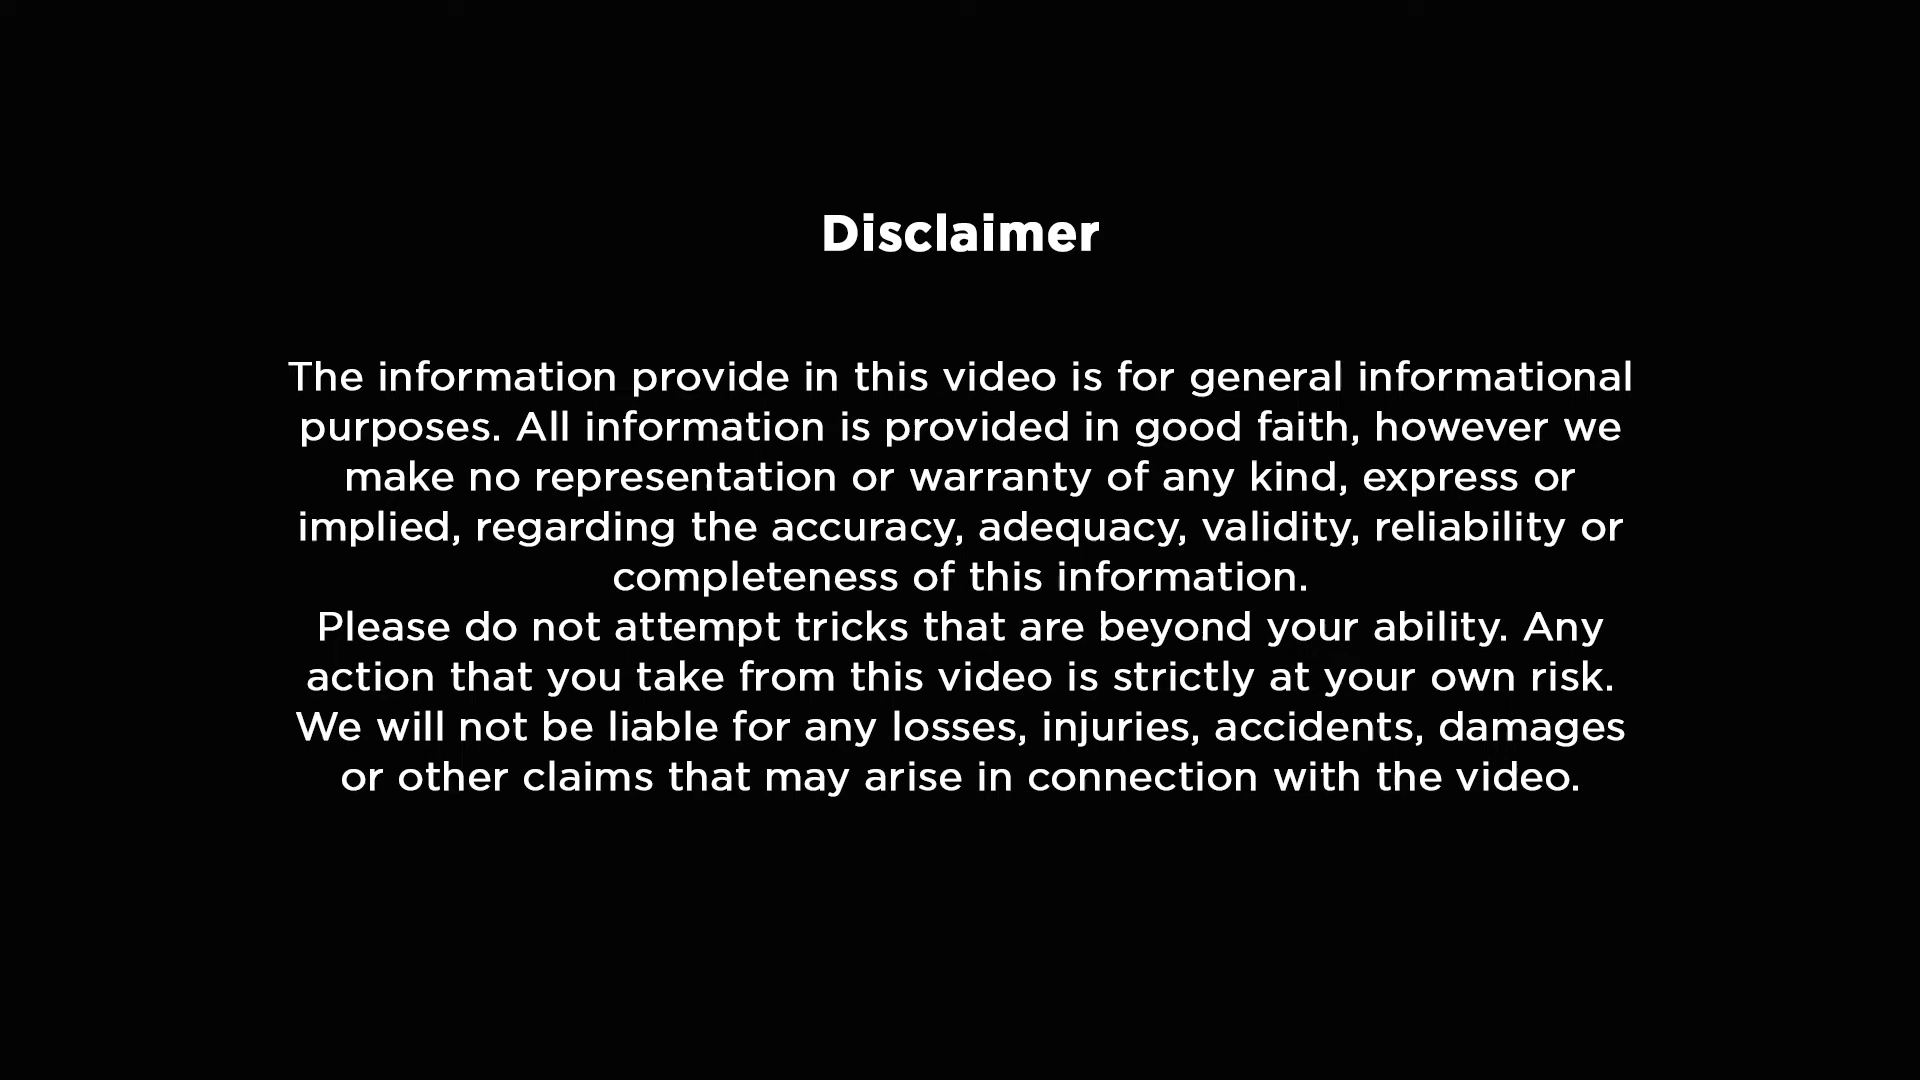 Disclaimer
The information provide in this video is for general informational
purposes. All information is provided in good faith, however we
make no representation or warranty of any kind, express or
implied, regarding the accuracy, adequacy, validity, reliability or
completeness of this information.
Please do not attempt tricks that are beyond your ability. Any
action that you take from this video is strictly at your own risk.
We will not be liable for any losses, injuries, accidents, damages
or other claims that may arise in connection with the video.